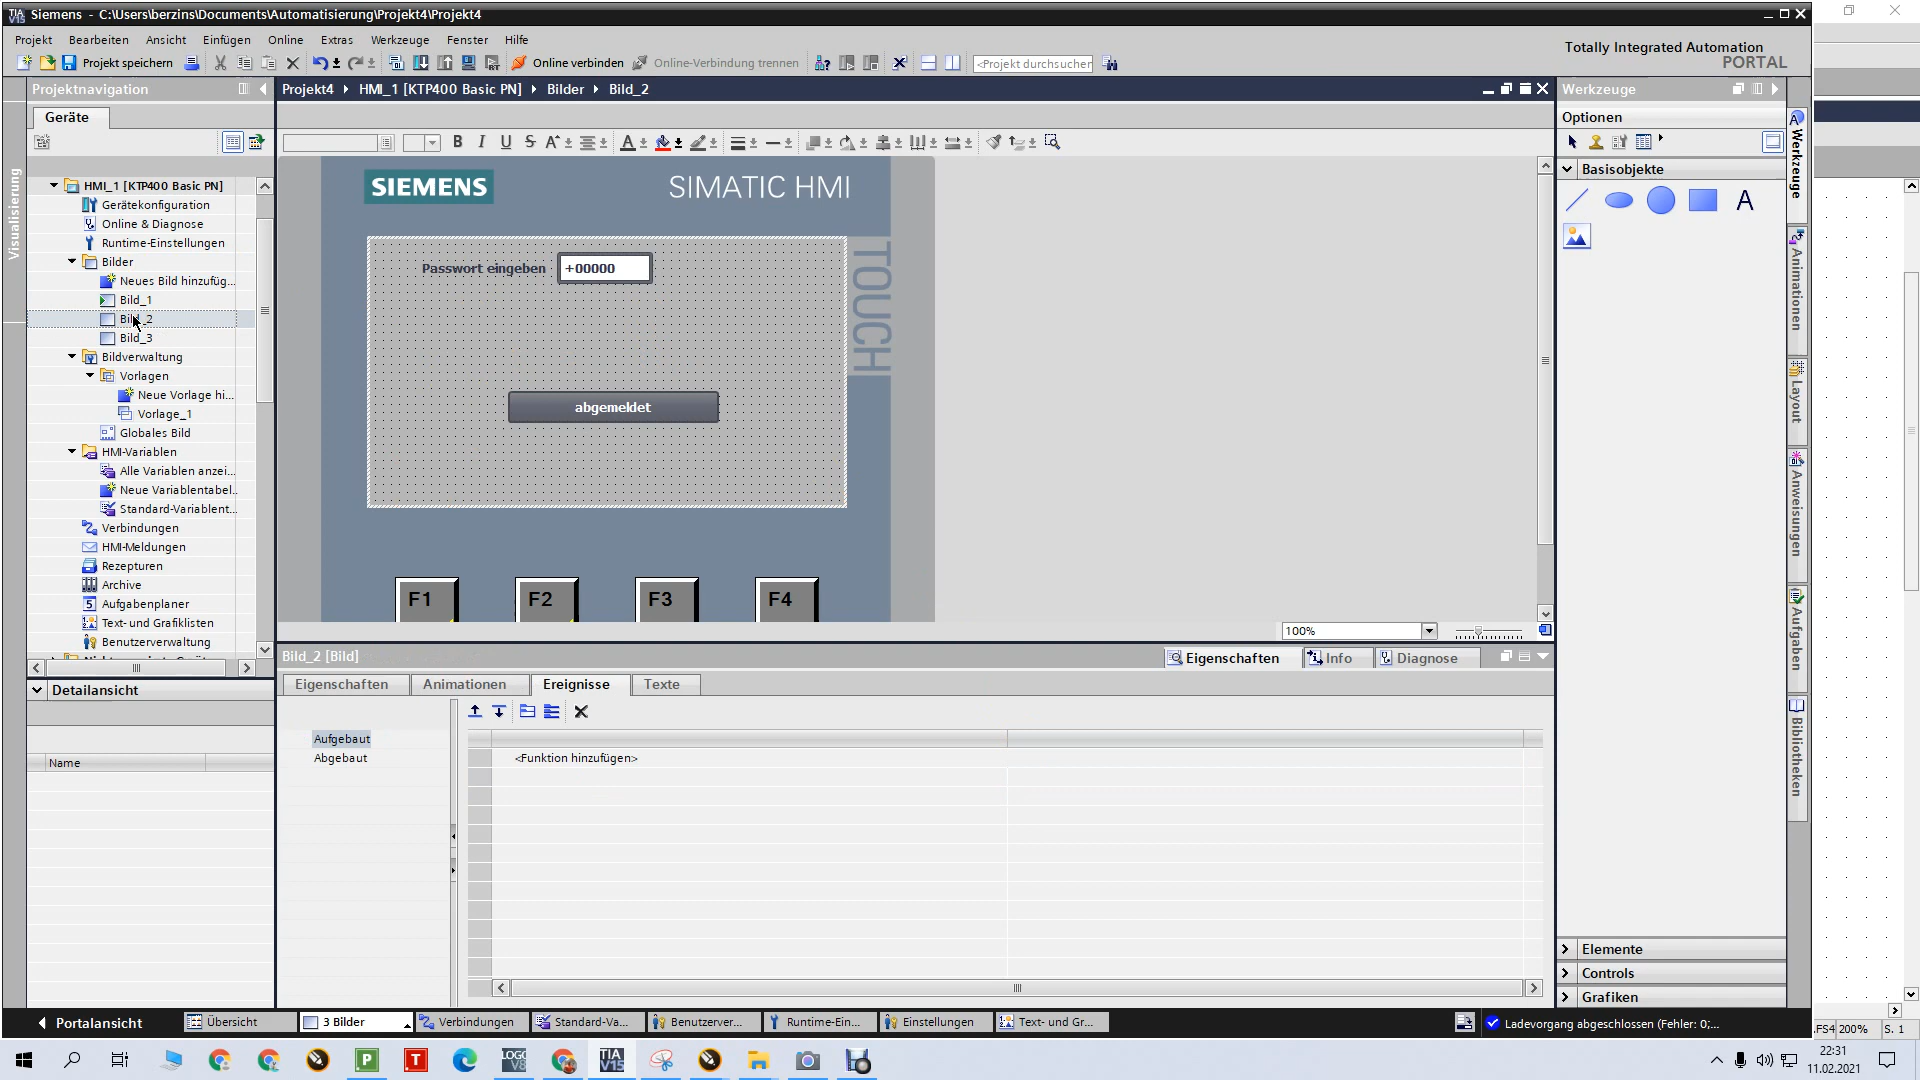 Siemens - C:\Users\berzins\Documents\Automatisierung\Projekt4\Projekt4
Projekt Bearbeiten Ansicht Einfügen Online Extras Werkzeuge Fenster Hilfe
Totally Integrated Automation
PORTAL
Projekt speichern Online verbinden Online-Verbindung trennen <Projekt durchsuchen
Projektnavigation
Projekt4 HMI_1 [KTP400 Basic PN] Bilder Bild_2
Werkzeuge
Geräte
Optionen
B I U S A A
Visualisierung
HMI_1 [KTP400 Basic PN]
Gerätekonfiguration
Online & Diagnose
Runtime-Einstellungen
Bilder
Neues Bild hinzufüg...
Bild_1
Bild_2
Bild_3
Bildverwaltung
Vorlagen
Neue Vorlage hi...
Vorlage_1
Globales Bild
HMI-Variablen
Alle Variablen anzei...
Neue Variablentabel..
Standard-Variablent...
Verbindungen
HMI-Meldungen
Rezepturen
Archive
Aufgabenplaner
Text- und Grafiklisten
Benutzerverwaltung
Detailansicht
Name
SIEMENS
SIMATIC HMI
TOUCH
Passwort eingeben +00000
abgemeldet
F1 F2 F3 F4
100%
Bild_2 [Bild]
Eigenschaften Info Diagnose
Eigenschaften Animationen Ereignisse Texte
Aufgebaut
Abgebaut
<Funktion hinzufügen>
Basisobjekte
A
Elemente
Controls
Grafiken
Werkzeuge
Animationen
Layout
Anweisungen
Aufgaben
Bibliotheken
Portalansicht Übersicht 3 Bilder Verbindungen Standard-Va... Benutzerver... Runtime-Ein... Einstellungen Text- und Gr...
Ladevorgang abgeschlossen (Fehler: 0;...
FS4 200% S. 1
P T LOGO V8 TIA V15
22:31
11.02.2021